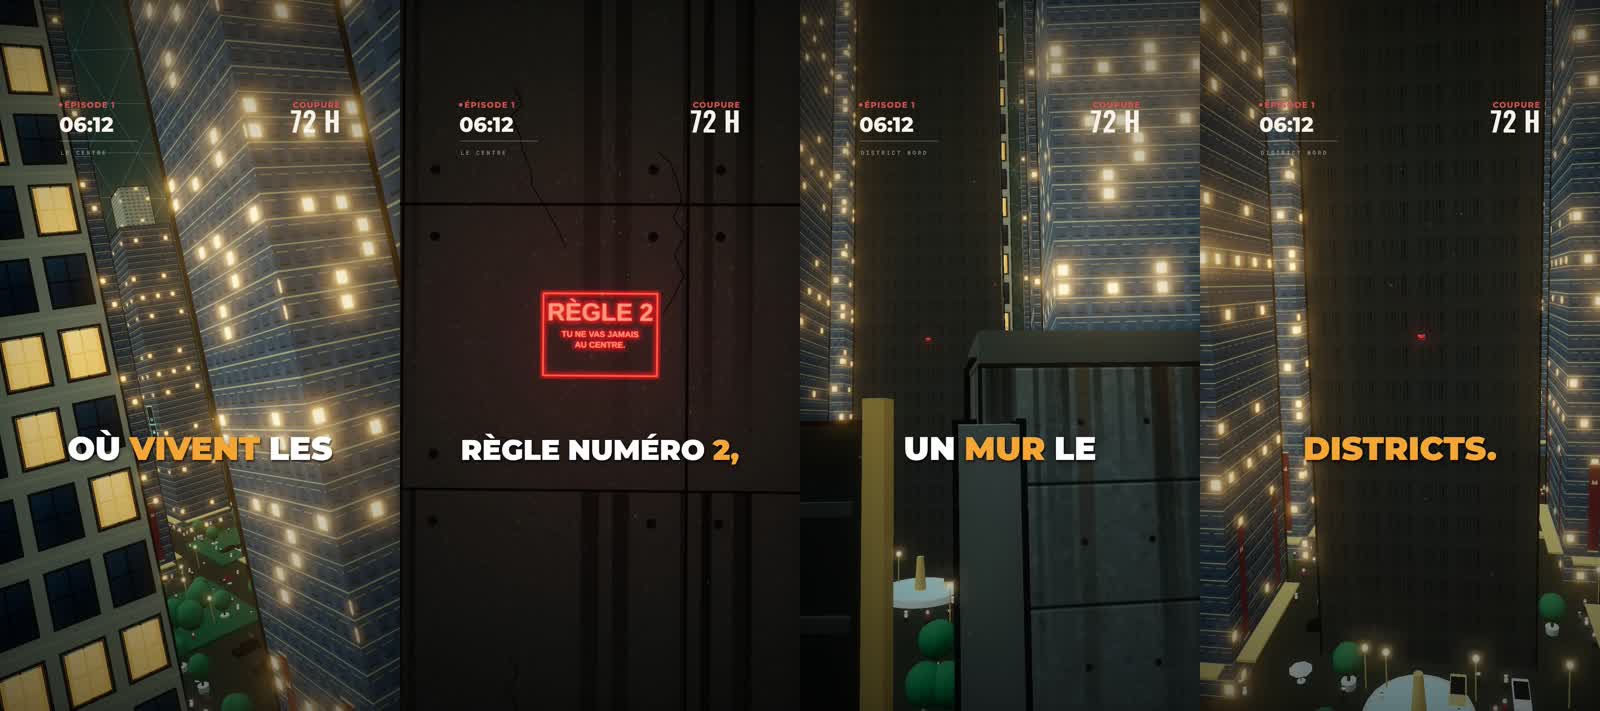 ÉPISODE 1
06:12
LE CENTRE
COUPURE
72 H
OÙ VIVENT LES
ÉPISODE 1
06:12
LE CENTRE
COUPURE
72 H
RÈGLE 2
TU NE VAS JAMAIS
AU CENTRE.
RÈGLE NUMÉRO 2,
ÉPISODE 1
06:12
DISTRICT NORD
COUPURE
72 H
UN MUR LE
ÉPISODE 1
06:12
DISTRICT NORD
COUPURE
72 H
DISTRICTS.